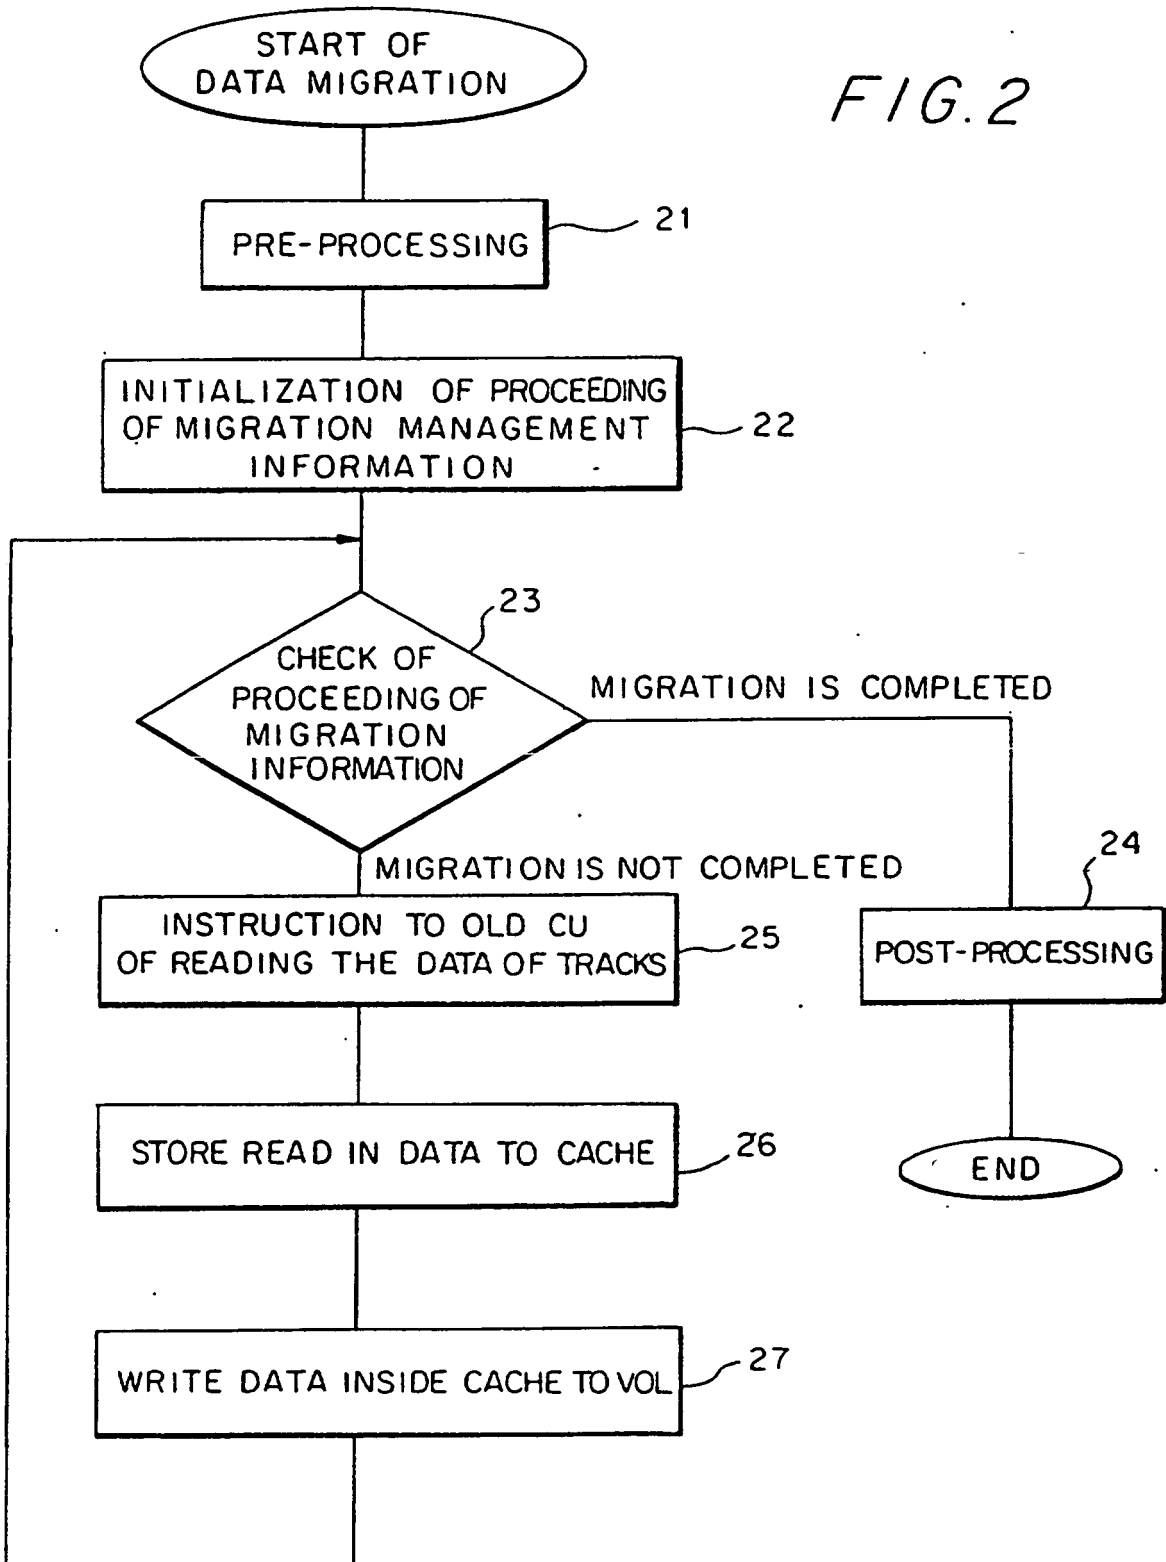 START OF
DATA MIGRATION
FIG. 2
PRE-PROCESSING
21
INITIALIZATION OF PROCEEDING
OF MIGRATION MANAGEMENT
INFORMATION
22
23
CHECK OF
PROCEEDING OF
MIGRATION
INFORMATION
MIGRATION IS COMPLETED
MIGRATION IS NOT COMPLETED
24
INSTRUCTION TO OLD CU
OF READING THE DATA OF TRACKS
25
POST-PROCESSING
STORE READ IN DATA TO CACHE
26
END
WRITE DATA INSIDE CACHE TO VOL
27